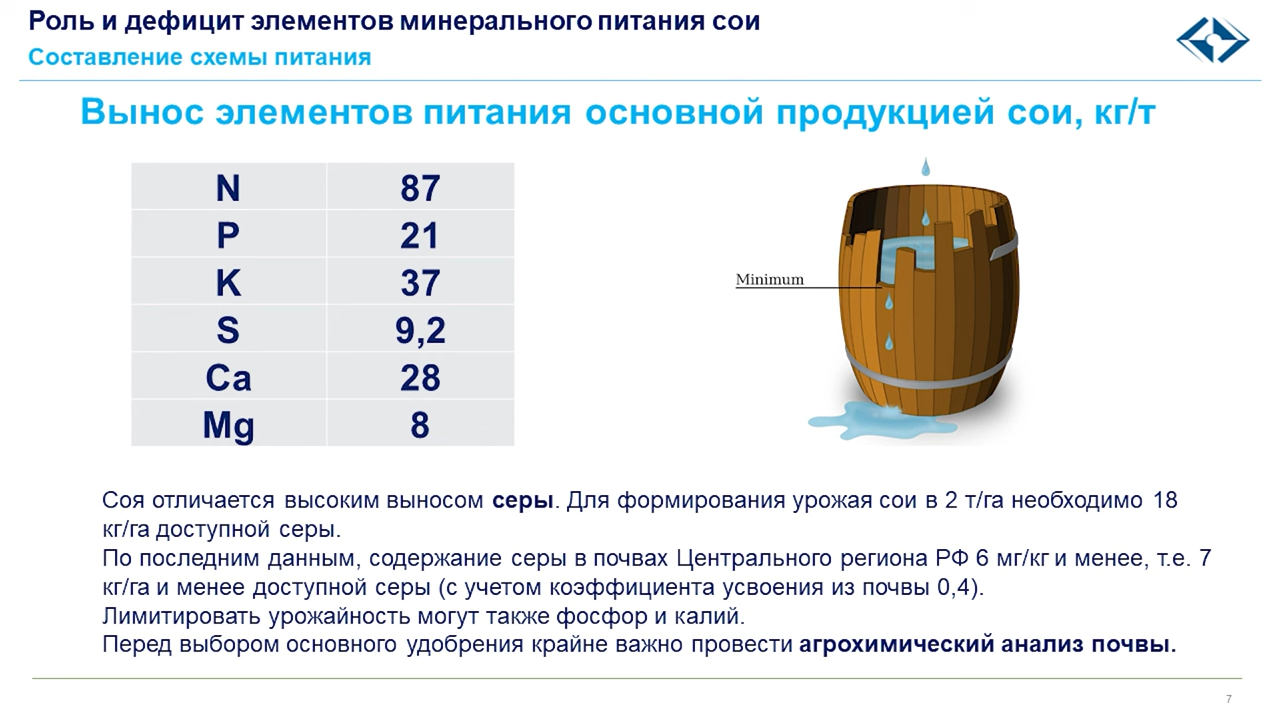 Роль и дефицит элементов минерального питания сои
Составление схемы питания
Вынос элементов питания основной продукцией сои, кг/т
N 87
P 21
K 37
S 9,2
Ca 28
Mg 8
Minimum
Соя отличается высоким выносом серы. Для формирования урожая сои в 2 т/га необходимо 18
кг/га доступной серы.
По последним данным, содержание серы в почвах Центрального региона РФ 6 мг/кг и менее, т.е. 7
кг/га и менее доступной серы (с учетом коэффициента усвоения из почвы 0,4).
Лимитировать урожайность могут также фосфор и калий.
Перед выбором основного удобрения крайне важно провести агрохимический анализ почвы.
7